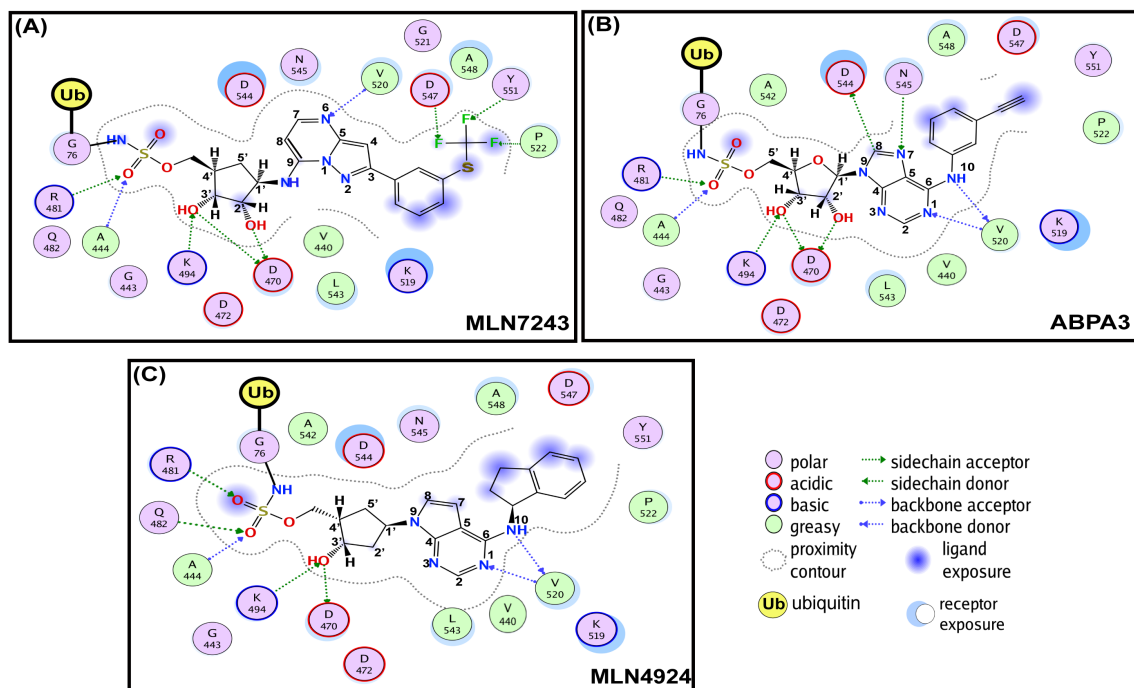 (A)
G
521
N
545
D
544
V
520
A
548
D
547
Y
551
P
522
Ub
G
76
HN
S
O
O
O
R
481
Q
482
A
444
G
443
K
494
D
472
D
470
V
440
L
543
K
519
HO
OH
H
H
H
H
NH
N
N
N
F
F
F
S
1'
2'
3'
4'
5'
1
2
3
4
5
6
7
8
9
MLN7243
(B)
Ub
A
548
D
547
Y
551
D
544
N
545
A
542
G
76
P
522
NH
S
O
O
O
O
R
481
Q
482
A
444
G
443
K
494
D
470
D
472
L
543
V
440
V
520
K
519
HO
OH
H
H
H
H
N
N
N
N
NH
1'
2'
3'
4'
5'
1
2
3
4
5
6
7
8
9
10
ABPA3
(C)
Ub
A
548
D
547
Y
551
A
542
G
76
D
544
N
545
R
481
Q
482
P
522
NH
S
O
O
O
A
444
K
494
G
443
D
470
D
472
L
543
V
440
V
520
K
519
HO
H
H
N
N
N
NH
1'
2'
3'
4'
5'
1
2
3
4
5
6
7
8
9
10
MLN4924
polar
acidic
basic
greasy
proximity
contour
Ub ubiquitin
sidechain acceptor
sidechain donor
backbone acceptor
backbone donor
ligand
exposure
receptor
exposure